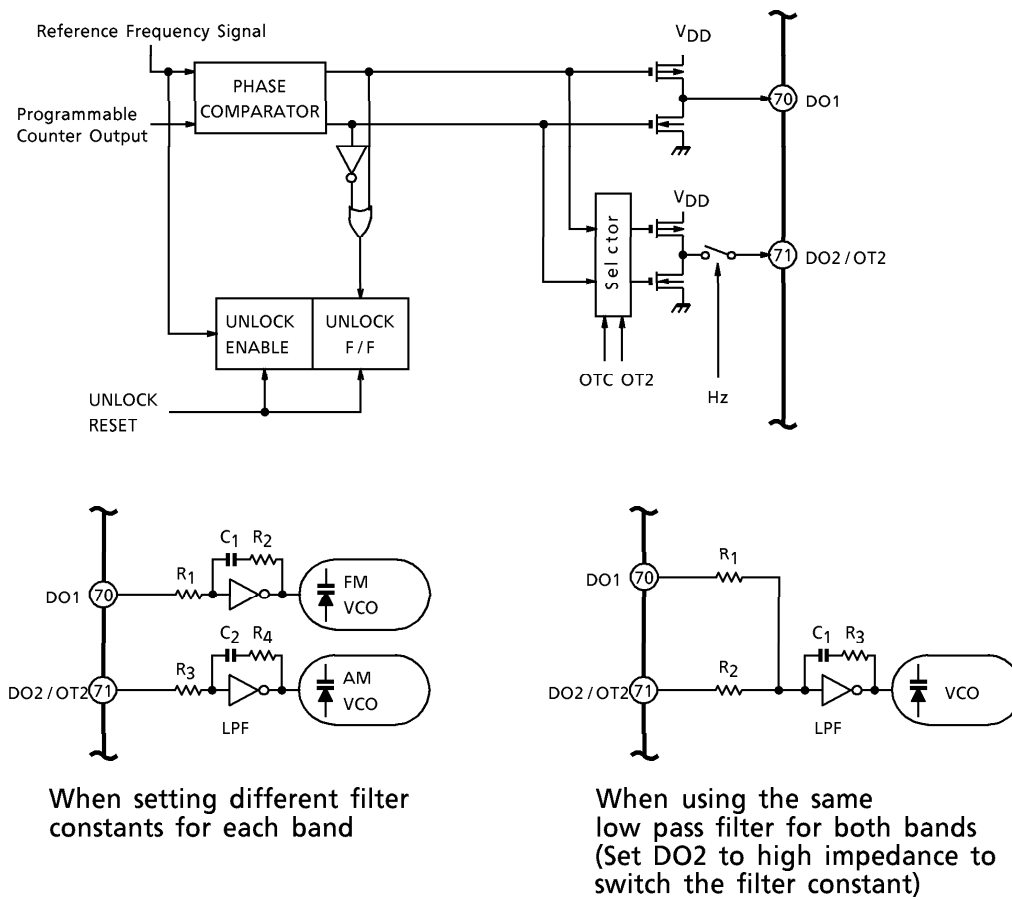 Reference Frequency Signal
Programmable
Counter Output
PHASE
COMPARATOR
VDD
70
DO1
VDD
Selctor
71
DO2/OT2
UNLOCK
ENABLE
UNLOCK
F/F
OTC OT2
Hz
UNLOCK
RESET
C1 R2
R1
DO1
70
FM
VCO
C2 R4
R3
DO2/OT2
71
AM
VCO
LPF
When setting different filter
constants for each band
R1
DO1
70
C1 R3
R2
DO2/OT2
71
VCO
LPF
When using the same
low pass filter for both bands
(Set DO2 to high impedance to
switch the filter constant)